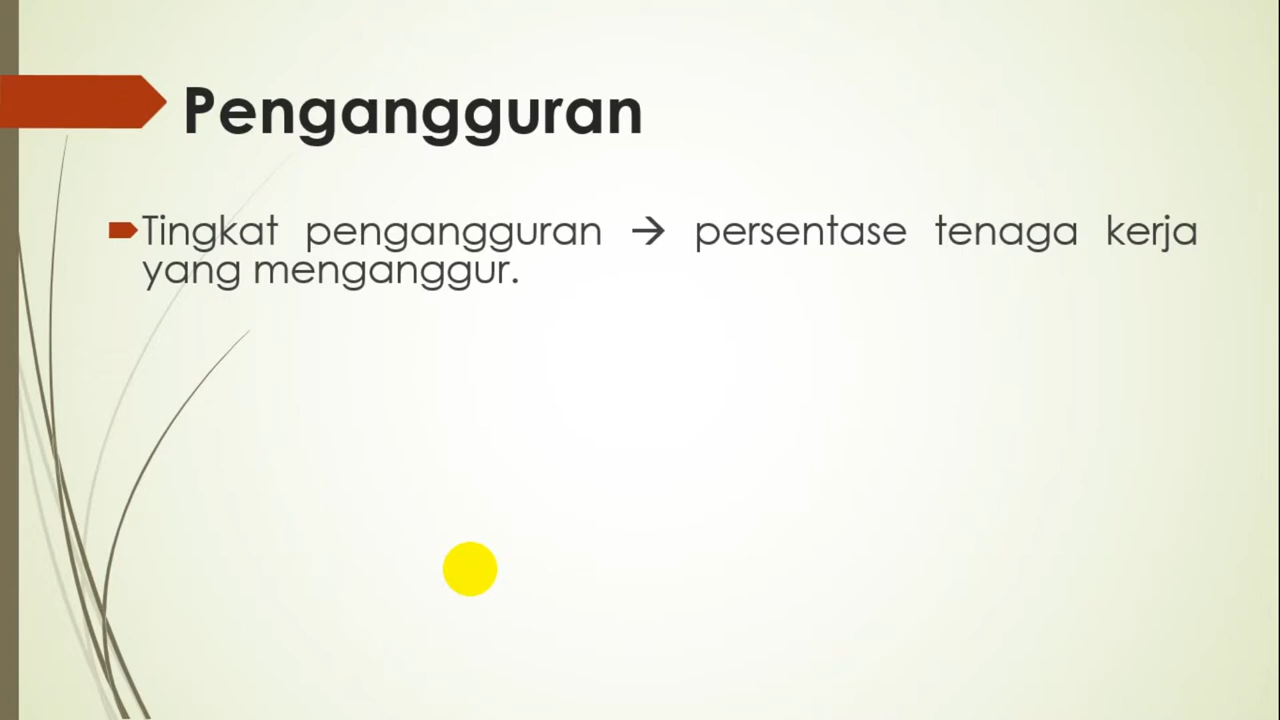 Pengangguran
Tingkat pengangguran → persentase tenaga kerja
yang menganggur.